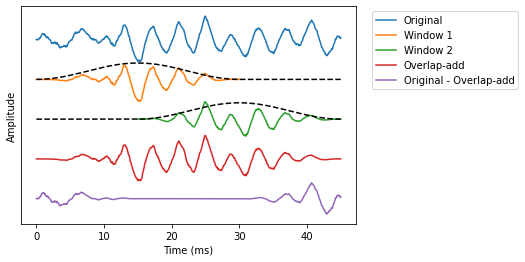 Original
Window 1
Window 2
Overlap-add
Original - Overlap-add
Amplitude
0
10
20
30
40
Time (ms)